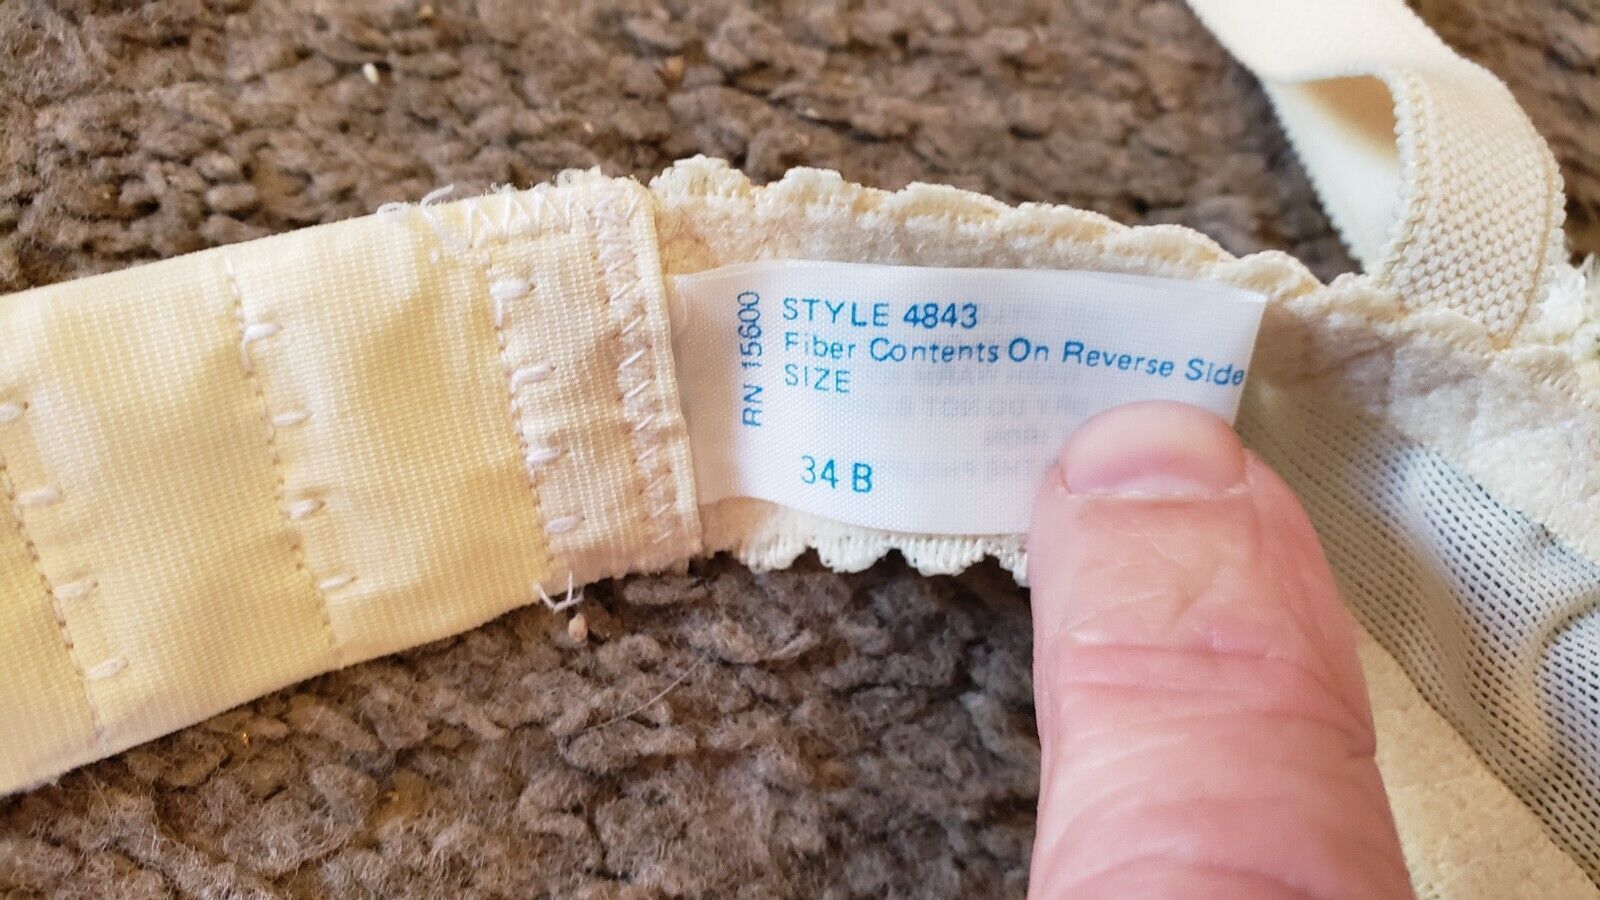 RN 15600
STYLE 4843
Fiber Contents On Reverse Side
SIZE
34 B